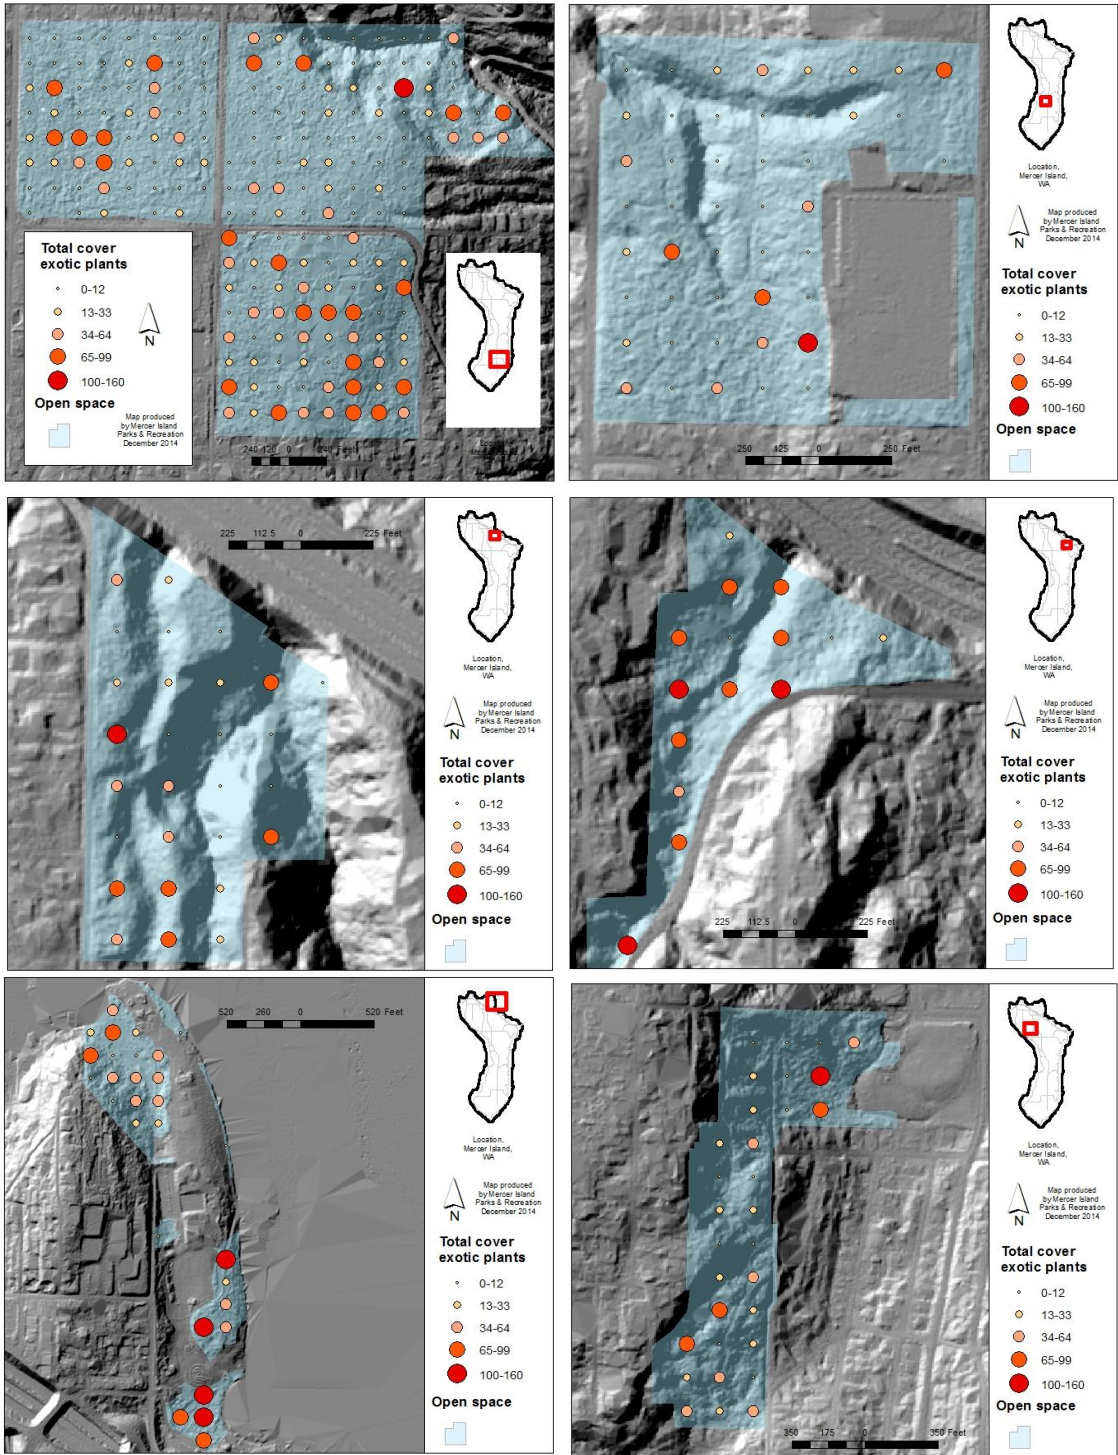 Total cover
exotic plants
0-12
13-33
34-64
65-99
100-160
Open space
N
Map produced
by Mercer Island
Parks & Recreation
December 2014
240 120 0 240 Feet
Location,
Mercer Island,
WA
N
Map produced
by Mercer Island
Parks & Recreation
December 2014
Total cover
exotic plants
0-12
13-33
34-64
65-99
100-160
Open space
250 125 0 250 Feet
225 112.5 0 225 Feet
Location,
Mercer Island,
WA
N
Map produced
by Mercer Island
Parks & Recreation
December 2014
Total cover
exotic plants
0-12
13-33
34-64
65-99
100-160
Open space
Location,
Mercer Island,
WA
N
Map produced
by Mercer Island
Parks & Recreation
December 2014
Total cover
exotic plants
0-12
13-33
34-64
65-99
100-160
Open space
225 112.5 0 225 Feet
520 260 0 520 Feet
Location,
Mercer Island,
WA
N
Map produced
by Mercer Island
Parks & Recreation
December 2014
Total cover
exotic plants
0-12
13-33
34-64
65-99
100-160
Open space
Location,
Mercer Island,
WA
N
Map produced
by Mercer Island
Parks & Recreation
December 2014
Total cover
exotic plants
0-12
13-33
34-64
65-99
100-160
Open space
350 175 0 350 Feet